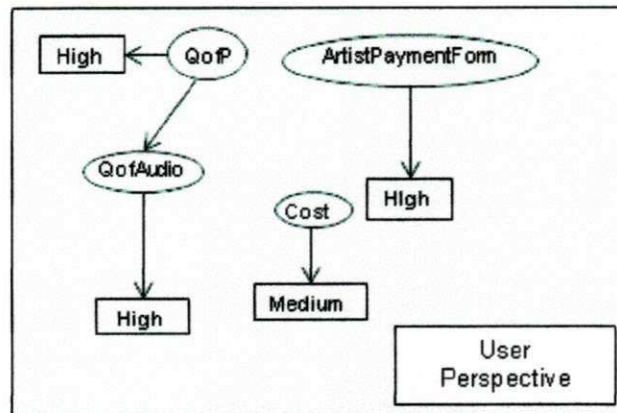 High
QofP
ArtistPaymentForm
QofAudio
HIgh
Cost
Medium
High
User
Perspective